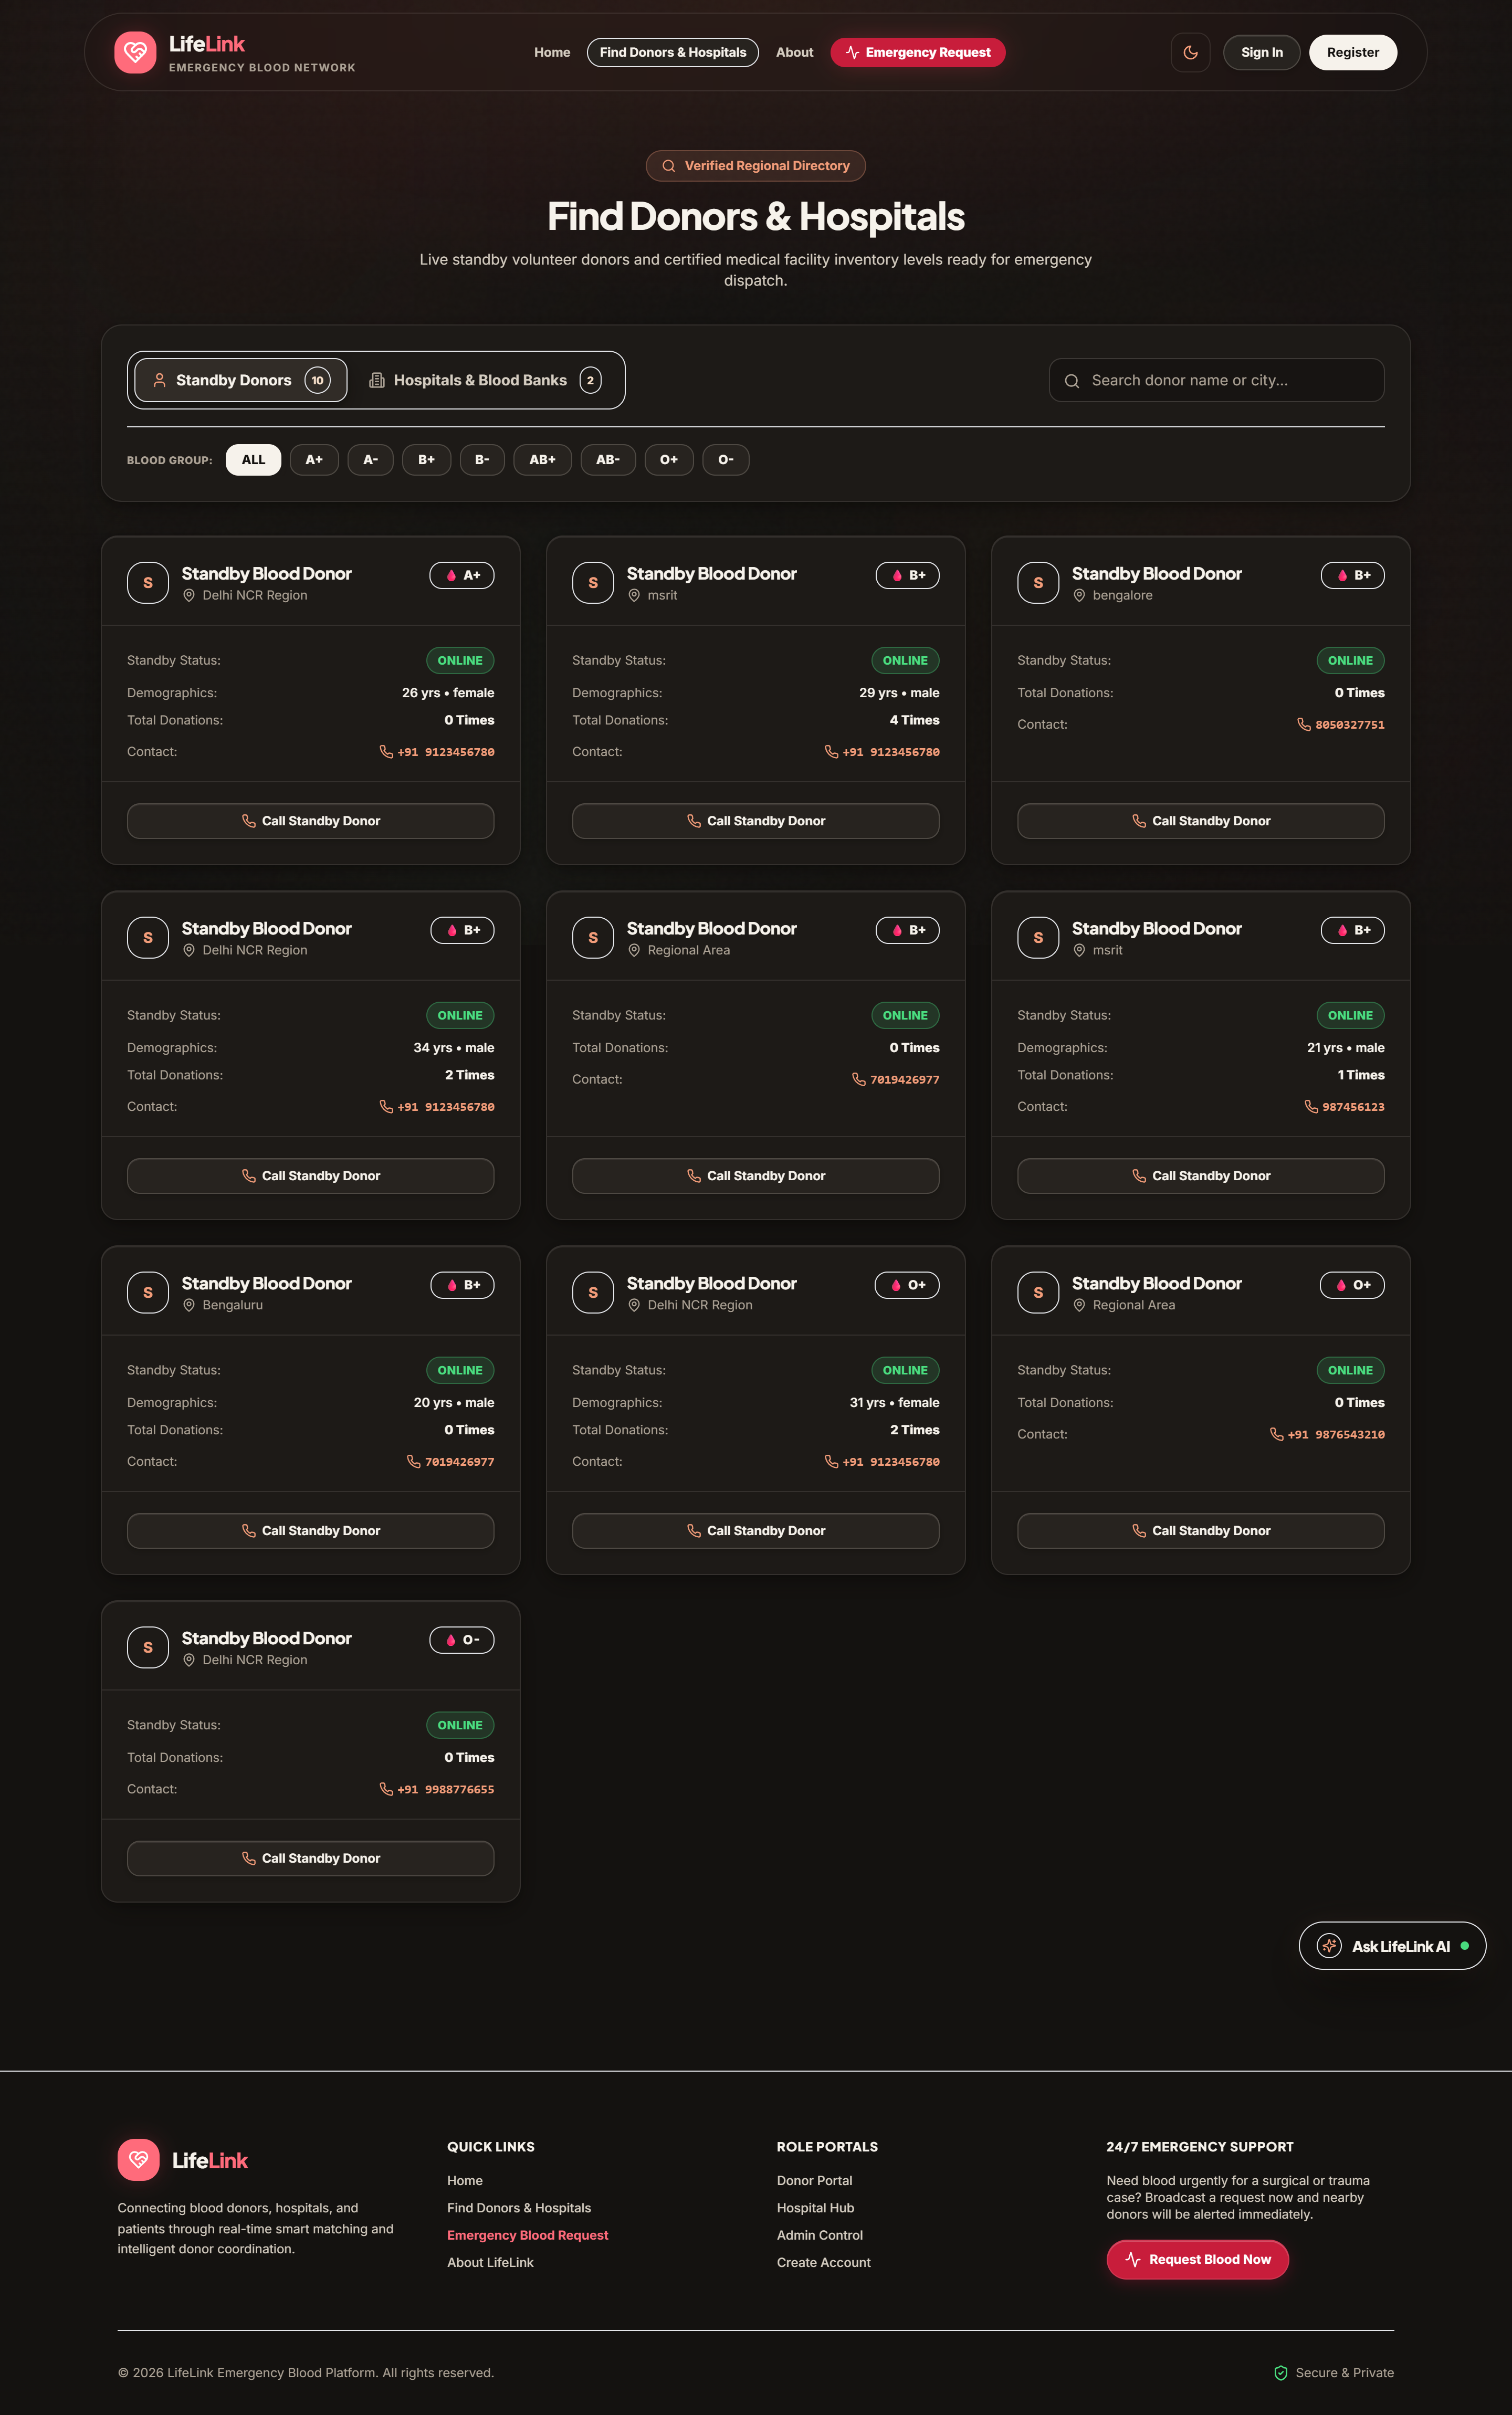 LifeLink
EMERGENCY BLOOD NETWORK
Home
Find Donors & Hospitals
About
Emergency Request
Sign In
Register
Verified Regional Directory
Find Donors & Hospitals
Live standby volunteer donors and certified medical facility inventory levels ready for emergency
dispatch.
Standby Donors 10
Hospitals & Blood Banks 2
Search donor name or city...
BLOOD GROUP: ALL A+ A- B+ B- AB+ AB- O+ O-
S
Standby Blood Donor
Delhi NCR Region
A+
Standby Status: ONLINE
Demographics: 26 yrs • female
Total Donations: 0 Times
Contact: +91 9123456780
Call Standby Donor
S
Standby Blood Donor
msrit
B+
Standby Status: ONLINE
Demographics: 29 yrs • male
Total Donations: 4 Times
Contact: +91 9123456780
Call Standby Donor
S
Standby Blood Donor
bengalore
B+
Standby Status: ONLINE
Total Donations: 0 Times
Contact: 8050327751
Call Standby Donor
S
Standby Blood Donor
Delhi NCR Region
B+
Standby Status: ONLINE
Demographics: 34 yrs • male
Total Donations: 2 Times
Contact: +91 9123456780
Call Standby Donor
S
Standby Blood Donor
Regional Area
B+
Standby Status: ONLINE
Total Donations: 0 Times
Contact: 7019426977
Call Standby Donor
S
Standby Blood Donor
msrit
B+
Standby Status: ONLINE
Demographics: 21 yrs • male
Total Donations: 1 Times
Contact: 987456123
Call Standby Donor
S
Standby Blood Donor
Bengaluru
B+
Standby Status: ONLINE
Demographics: 20 yrs • male
Total Donations: 0 Times
Contact: 7019426977
Call Standby Donor
S
Standby Blood Donor
Delhi NCR Region
O+
Standby Status: ONLINE
Demographics: 31 yrs • female
Total Donations: 2 Times
Contact: +91 9123456780
Call Standby Donor
S
Standby Blood Donor
Regional Area
O+
Standby Status: ONLINE
Total Donations: 0 Times
Contact: +91 9876543210
Call Standby Donor
S
Standby Blood Donor
Delhi NCR Region
O-
Standby Status: ONLINE
Total Donations: 0 Times
Contact: +91 9988776655
Call Standby Donor
Ask LifeLink AI
LifeLink
Connecting blood donors, hospitals, and
patients through real-time smart matching and
intelligent donor coordination.
QUICK LINKS
Home
Find Donors & Hospitals
Emergency Blood Request
About LifeLink
ROLE PORTALS
Donor Portal
Hospital Hub
Admin Control
Create Account
24/7 EMERGENCY SUPPORT
Need blood urgently for a surgical or trauma
case? Broadcast a request now and nearby
donors will be alerted immediately.
Request Blood Now
© 2026 LifeLink Emergency Blood Platform. All rights reserved.
Secure & Private